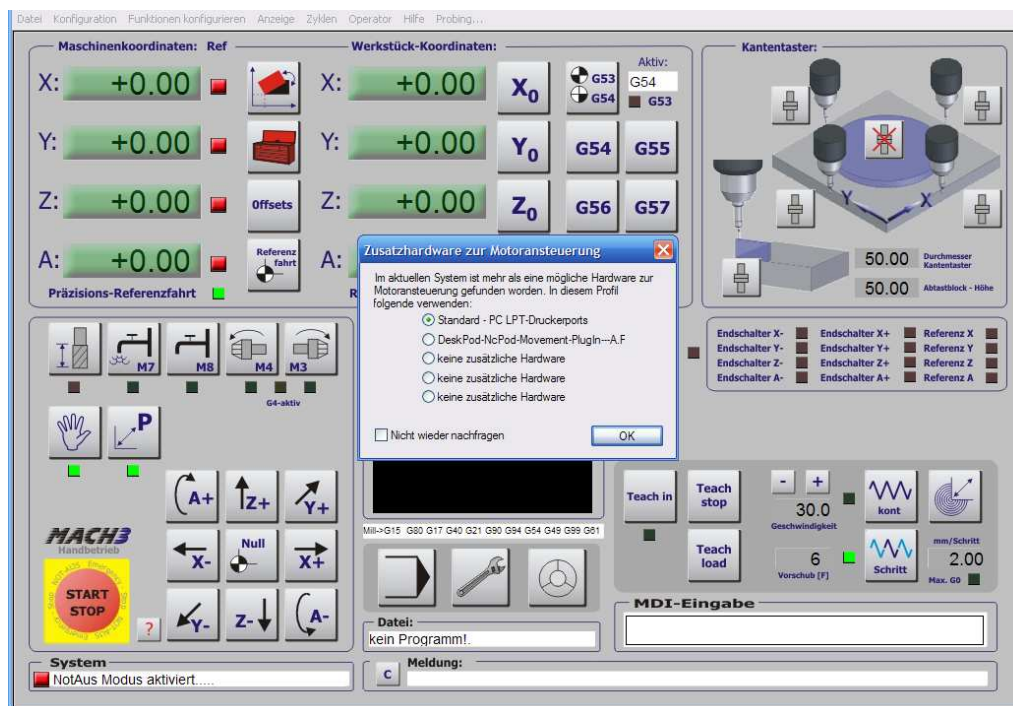 Datei Konfiguration Funktionen konfigurieren Anzeige Zyklen Operator Hilfe Probing...
Maschinenkoordinaten: Ref
Werkstück-Koordinaten:
Kantentaster:
X: +0.00
X: +0.00
X0
G53
G54
Aktiv:
G54
G53
Y: +0.00
Y: +0.00
Y0
G54
G55
Z: +0.00
Offsets
Z: +0.00
Z0
G56
G57
A: +0.00
Referenz
fahrt
A:
Präzisions-Referenzfahrt
R
Y
X
50.00
Durchmesser
Kantentaster
50.00
Abtastblock - Höhe
Zusatzhardware zur Motoransteuerung
Im aktuellen System ist mehr als eine mögliche Hardware zur
Motoransteuerung gefunden worden. In diesem Profil
folgende verwenden:
Standard - PC LPT-Druckerports
DeskPod-NcPod-Movement-PlugIn---A.F
keine zusätzliche Hardware
keine zusätzliche Hardware
keine zusätzliche Hardware
Nicht wieder nachfragen
OK
Endschalter X- Endschalter X+ Referenz X
Endschalter Y- Endschalter Y+ Referenz Y
Endschalter Z- Endschalter Z+ Referenz Z
Endschalter A- Endschalter A+ Referenz A
M7
M8
M4
M3
G4-aktiv
P
A+
Z+
Y+
X-
Null
X+
Y-
Z-
A-
MACH3
Handbetrieb
NOT-AUS Emergency Stop
START
STOP
?
Mill->G15 G80 G17 G40 G21 G90 G94 G54 G49 G99 G61
Datei:
kein Programm!.
Teach in
Teach
stop
Teach
load
- +
30.0
Geschwindigkeit
kont
6
Vorschub [F]
Schritt
mm/Schritt
2.00
Max. G0
MDI-Eingabe
System
NotAus Modus aktiviert.....
C
Meldung: